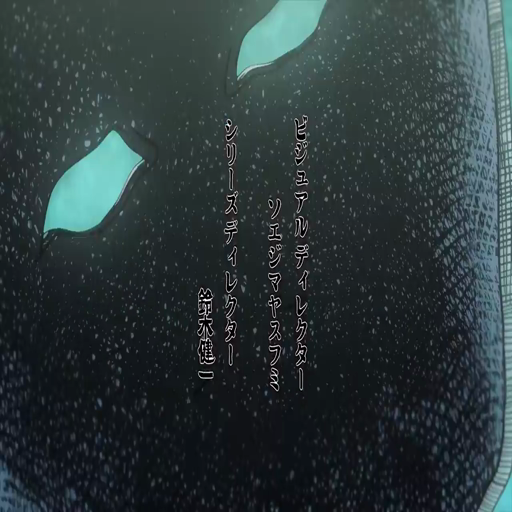 ビジュアルディレクター
ソエジマヤスフミ
シリーズディレクター
鈴木健一